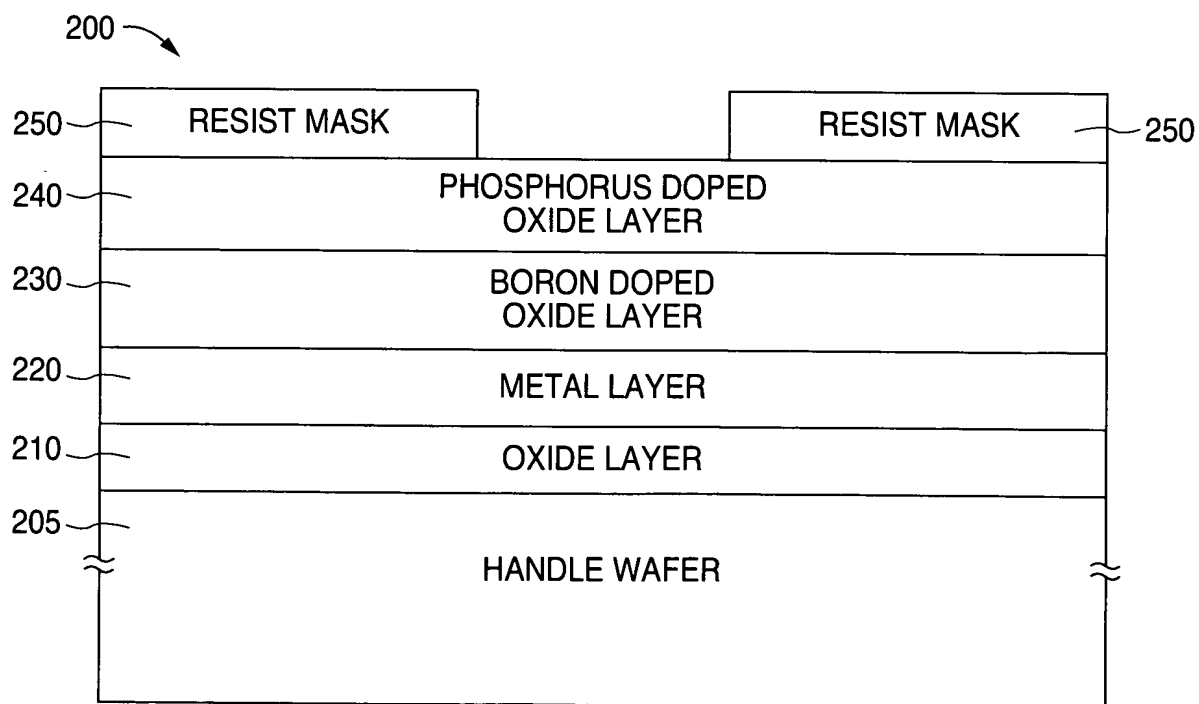 200
250
RESIST MASK
RESIST MASK
250
240
PHOSPHORUS DOPED
OXIDE LAYER
230
BORON DOPED
OXIDE LAYER
220
METAL LAYER
210
OXIDE LAYER
205
HANDLE WAFER